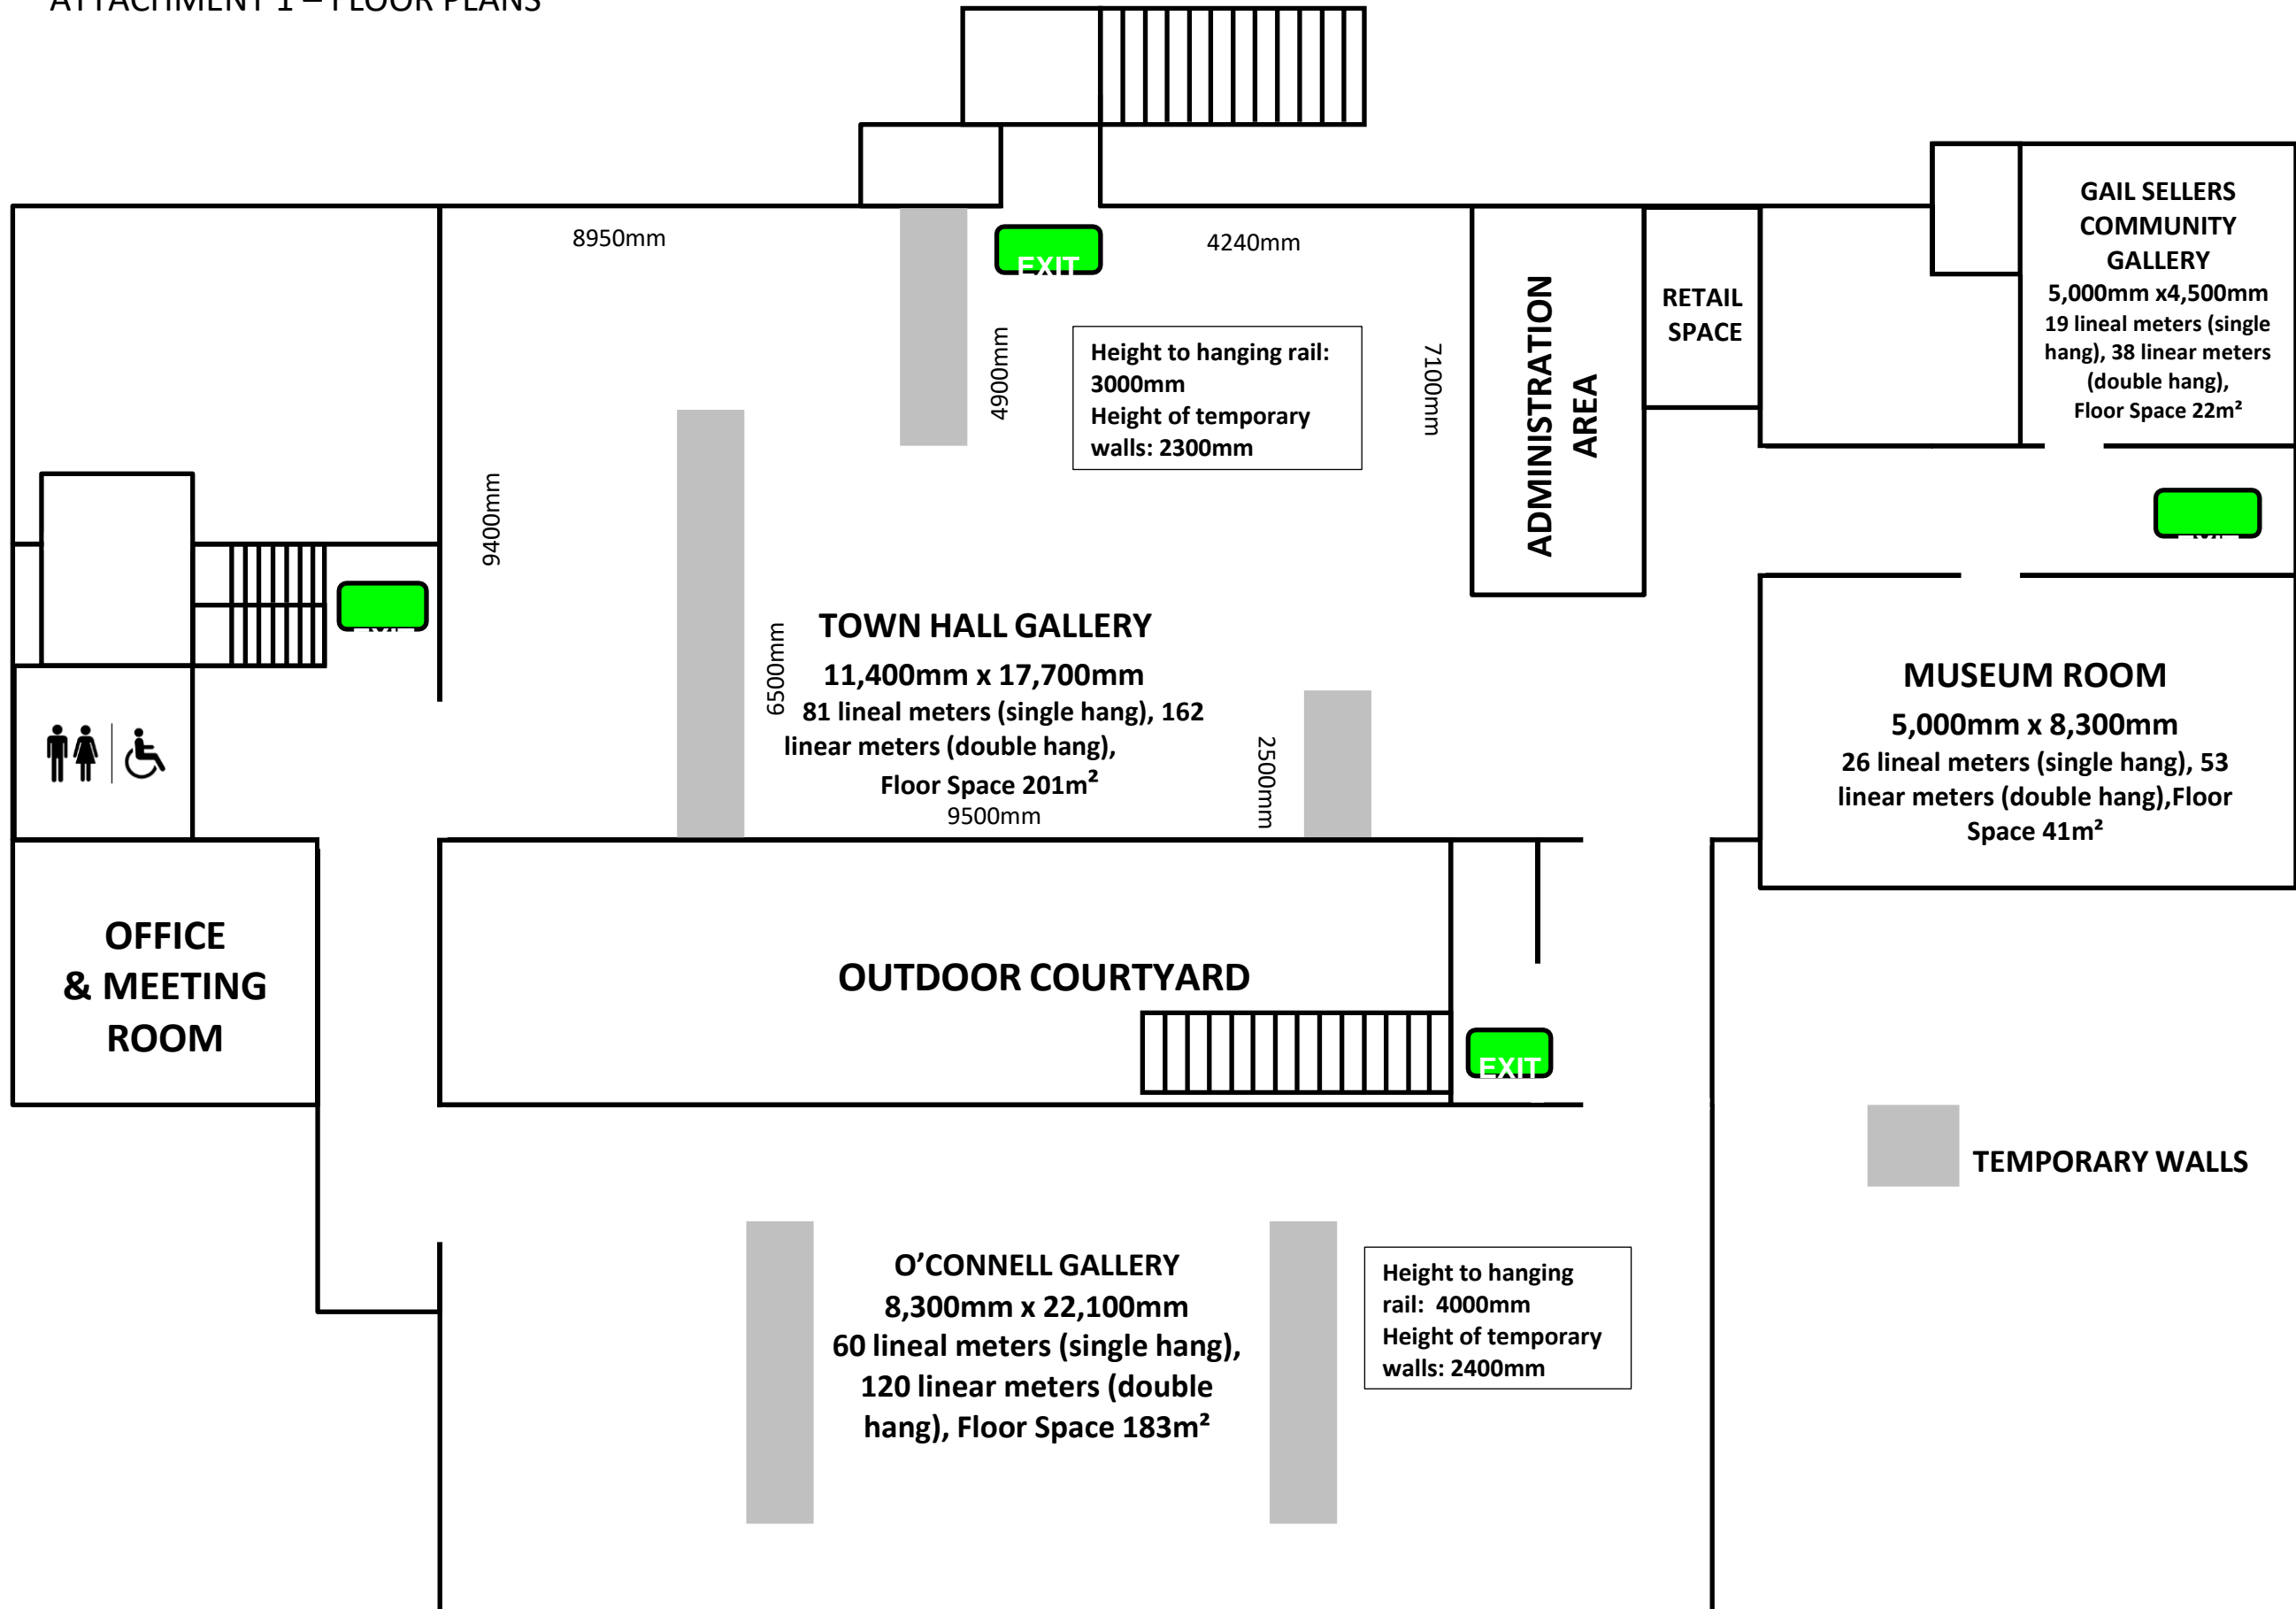 ATTACHMENT 1 – FLOOR PLANS
8950mm
EXIT
4240mm
4900mm
Height to hanging rail:
3000mm
Height of temporary
walls: 2300mm
7100mm
ADMINISTRATION
AREA
RETAIL
SPACE
GAIL SELLERS
COMMUNITY
GALLERY
5,000mm x4,500mm
19 lineal meters (single
hang), 38 linear meters
(double hang),
Floor Space 22m²
9400mm
6500mm
TOWN HALL GALLERY
11,400mm x 17,700mm
81 lineal meters (single hang), 162
linear meters (double hang),
Floor Space 201m²
9500mm
2500mm
MUSEUM ROOM
5,000mm x 8,300mm
26 lineal meters (single hang), 53
linear meters (double hang),Floor
Space 41m²
OFFICE
& MEETING
ROOM
OUTDOOR COURTYARD
EXIT
TEMPORARY WALLS
O’CONNELL GALLERY
8,300mm x 22,100mm
60 lineal meters (single hang),
120 linear meters (double
hang), Floor Space 183m²
Height to hanging
rail:  4000mm
Height of temporary
walls: 2400mm